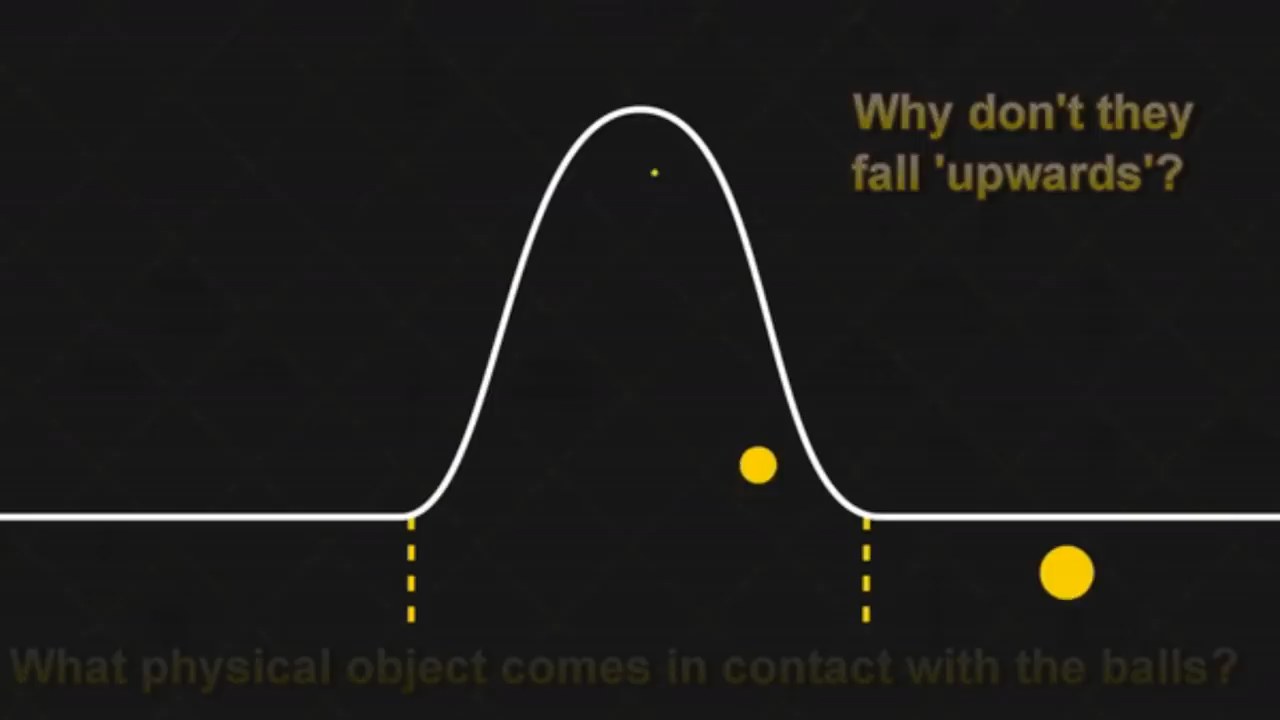 Why don't they
fall 'upwards'?
What physical object comes in contact with the balls?